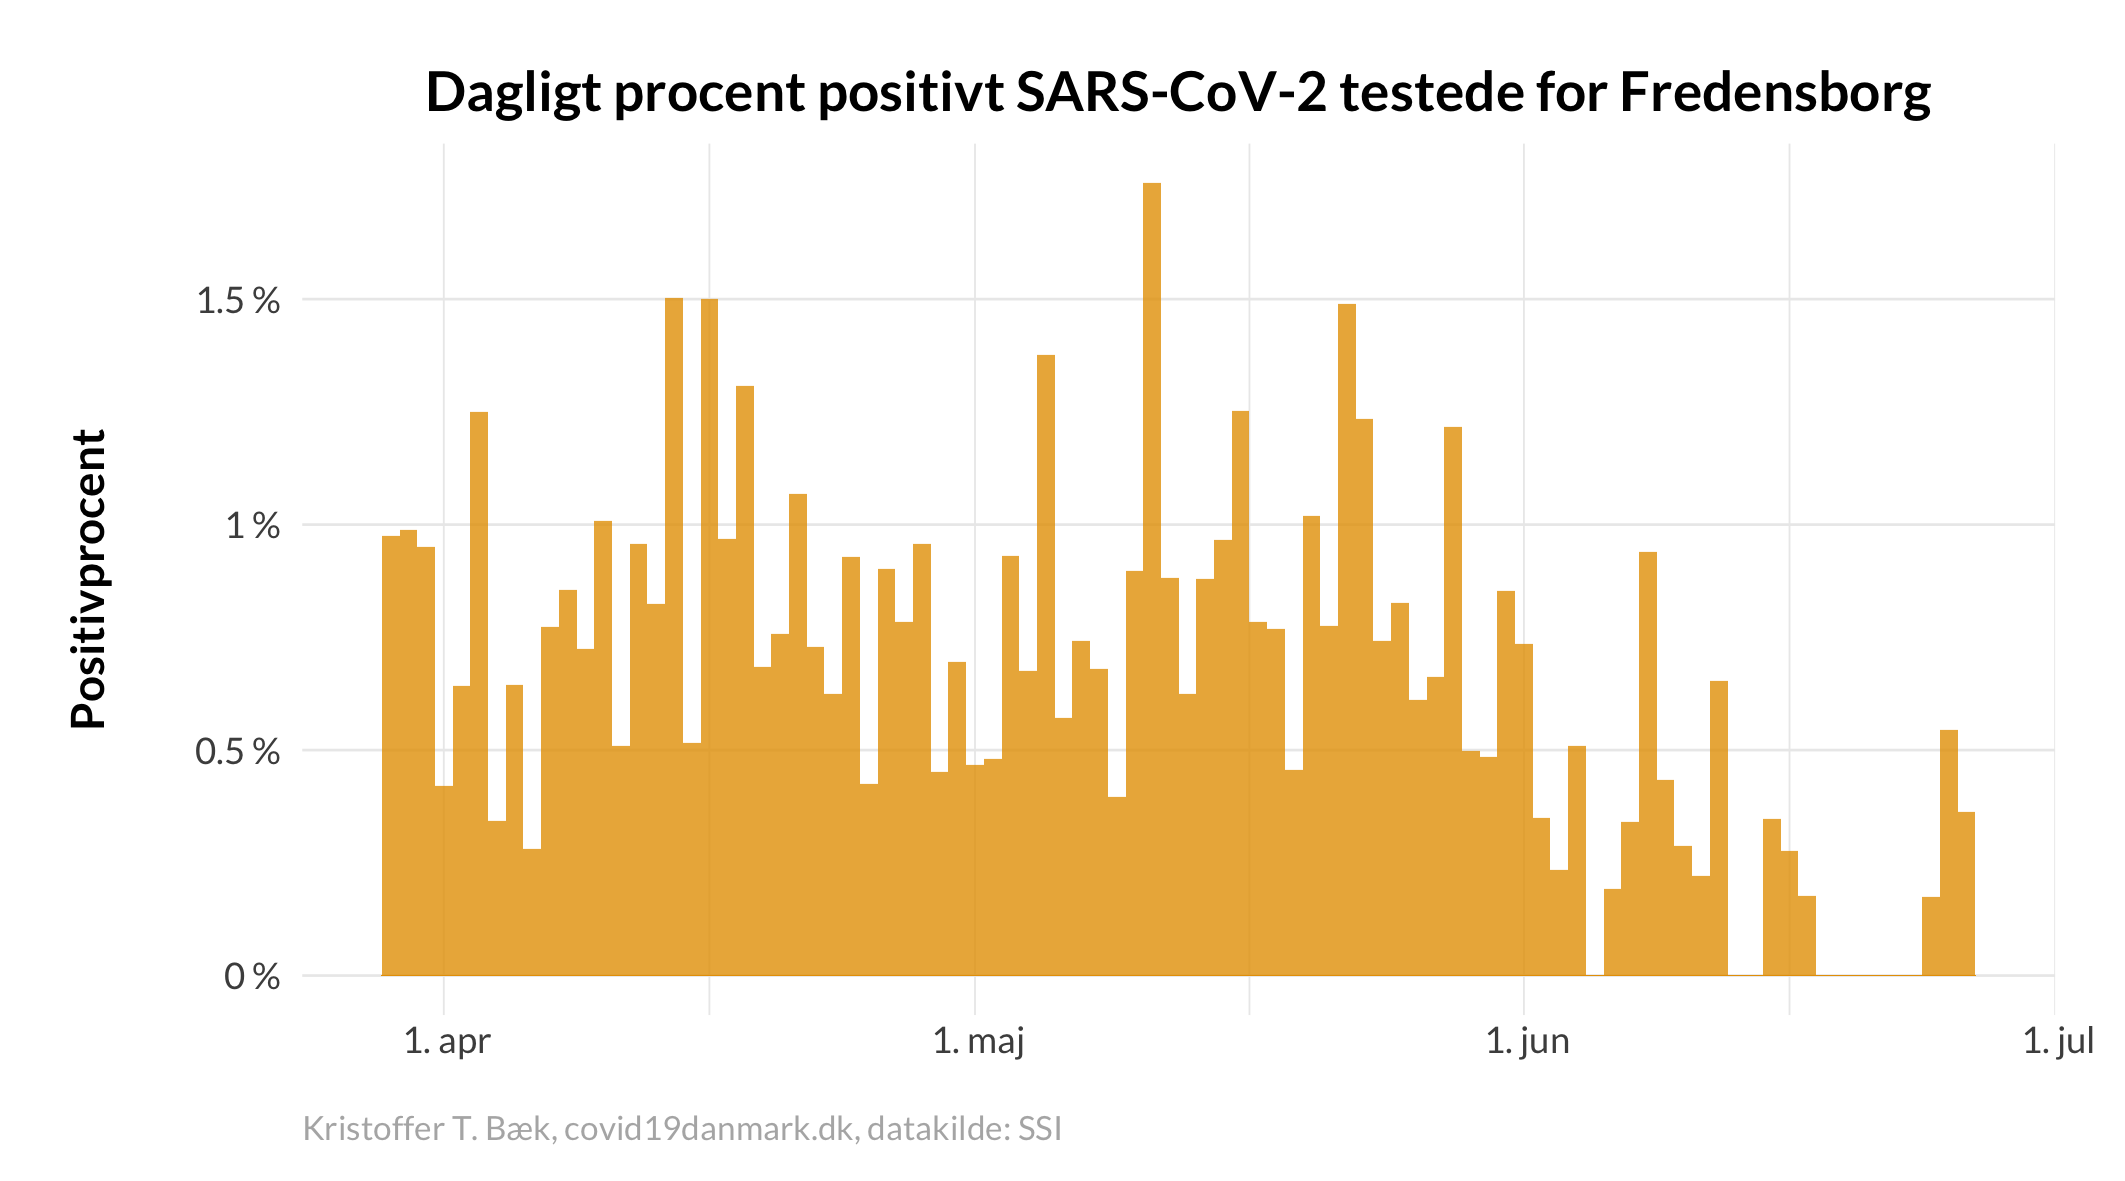 Dagligt procent positivt SARS-CoV-2 testede for Fredensborg
Positivprocent
1.5 %
1 %
0.5 %
0 %
1. apr
1. maj
1. jun
1. jul
Kristoffer T. Bæk, covid19danmark.dk, datakilde: SSI